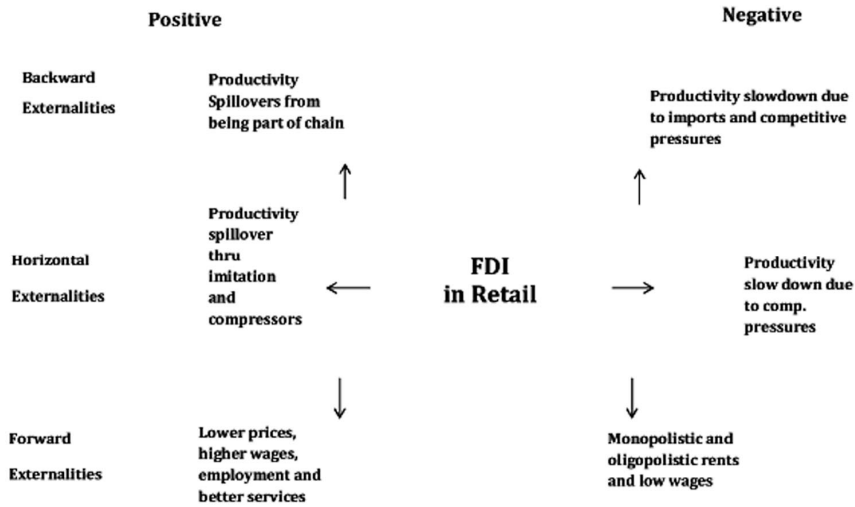 Positive
Negative
Backward
Externalities
Productivity
Spillovers from
being part of chain
Productivity slowdown due
to imports and competitive
pressures
Horizontal
Externalities
Productivity
spillover
thru
imitation
and
compressors
FDI
in Retail
Productivity
slow down due
to comp.
pressures
Forward
Externalities
Lower prices,
higher wages,
employment and
better services
Monopolistic and
oligopolistic rents
and low wages